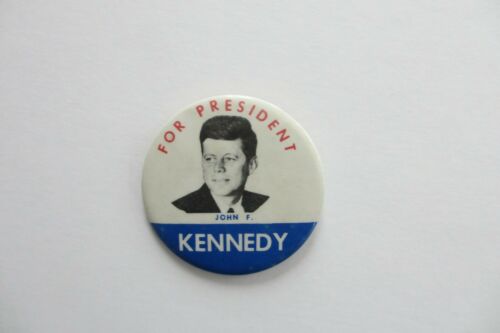 FOR PRESIDENT
JOHN F.
KENNEDY